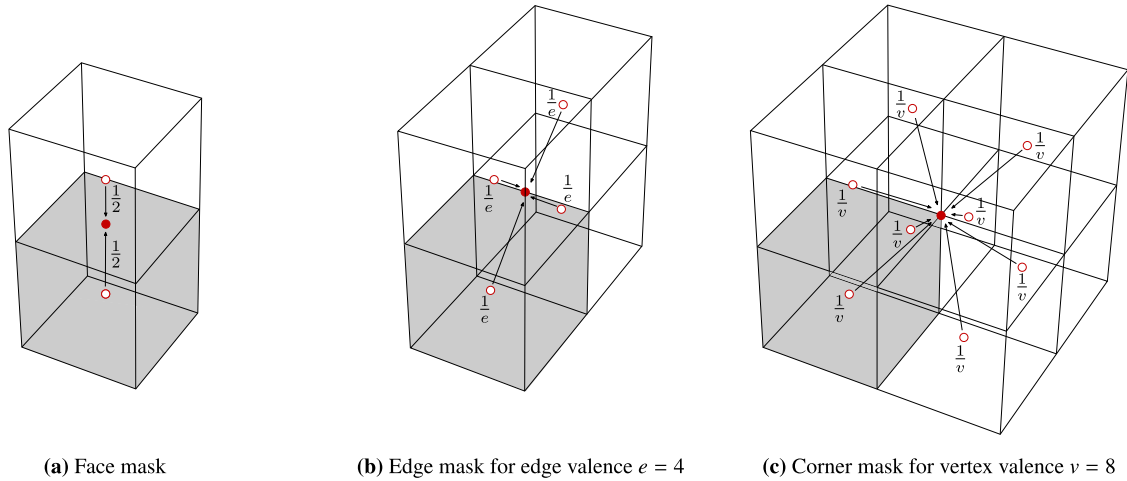 1/2
1/2
1/e
1/e
1/e
1/e
1/v
1/v
1/v
1/v
1/v
1/v
1/v
1/v
(a) Face mask
(b) Edge mask for edge valence e = 4
(c) Corner mask for vertex valence v = 8